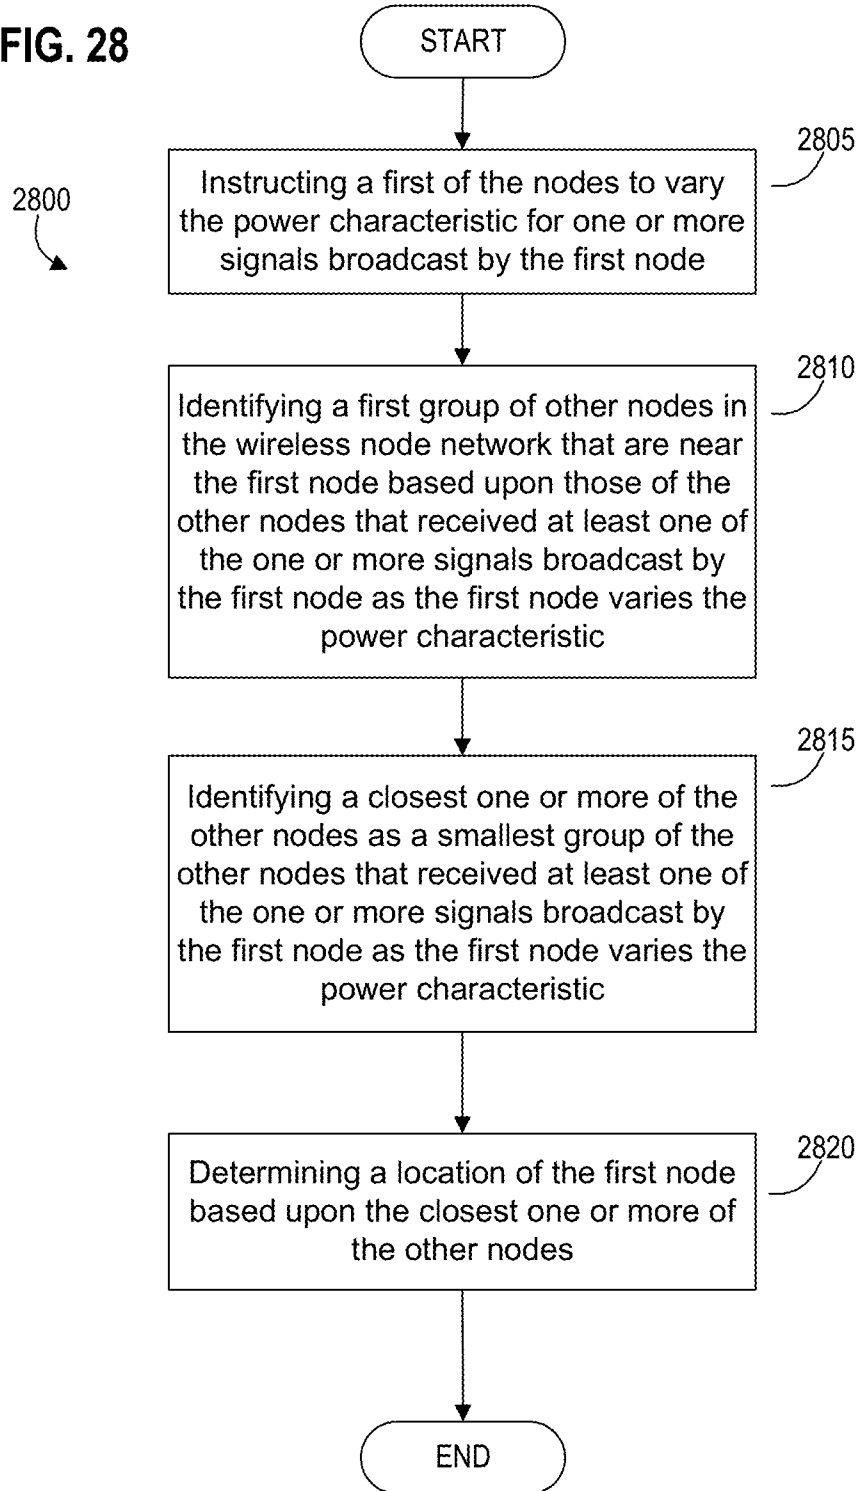 FIG. 28
START
2800
2805
Instructing a first of the nodes to vary
the power characteristic for one or more
signals broadcast by the first node
2810
Identifying a first group of other nodes in
the wireless node network that are near
the first node based upon those of the
other nodes that received at least one of
the one or more signals broadcast by
the first node as the first node varies the
power characteristic
2815
Identifying a closest one or more of the
other nodes as a smallest group of the
other nodes that received at least one of
the one or more signals broadcast by
the first node as the first node varies the
power characteristic
2820
Determining a location of the first node
based upon the closest one or more of
the other nodes
END